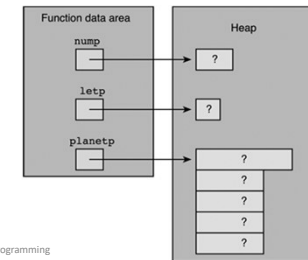 Function data area
Heap
nump
?
letp
?
planetp
?
?
?
?
?
ogramming